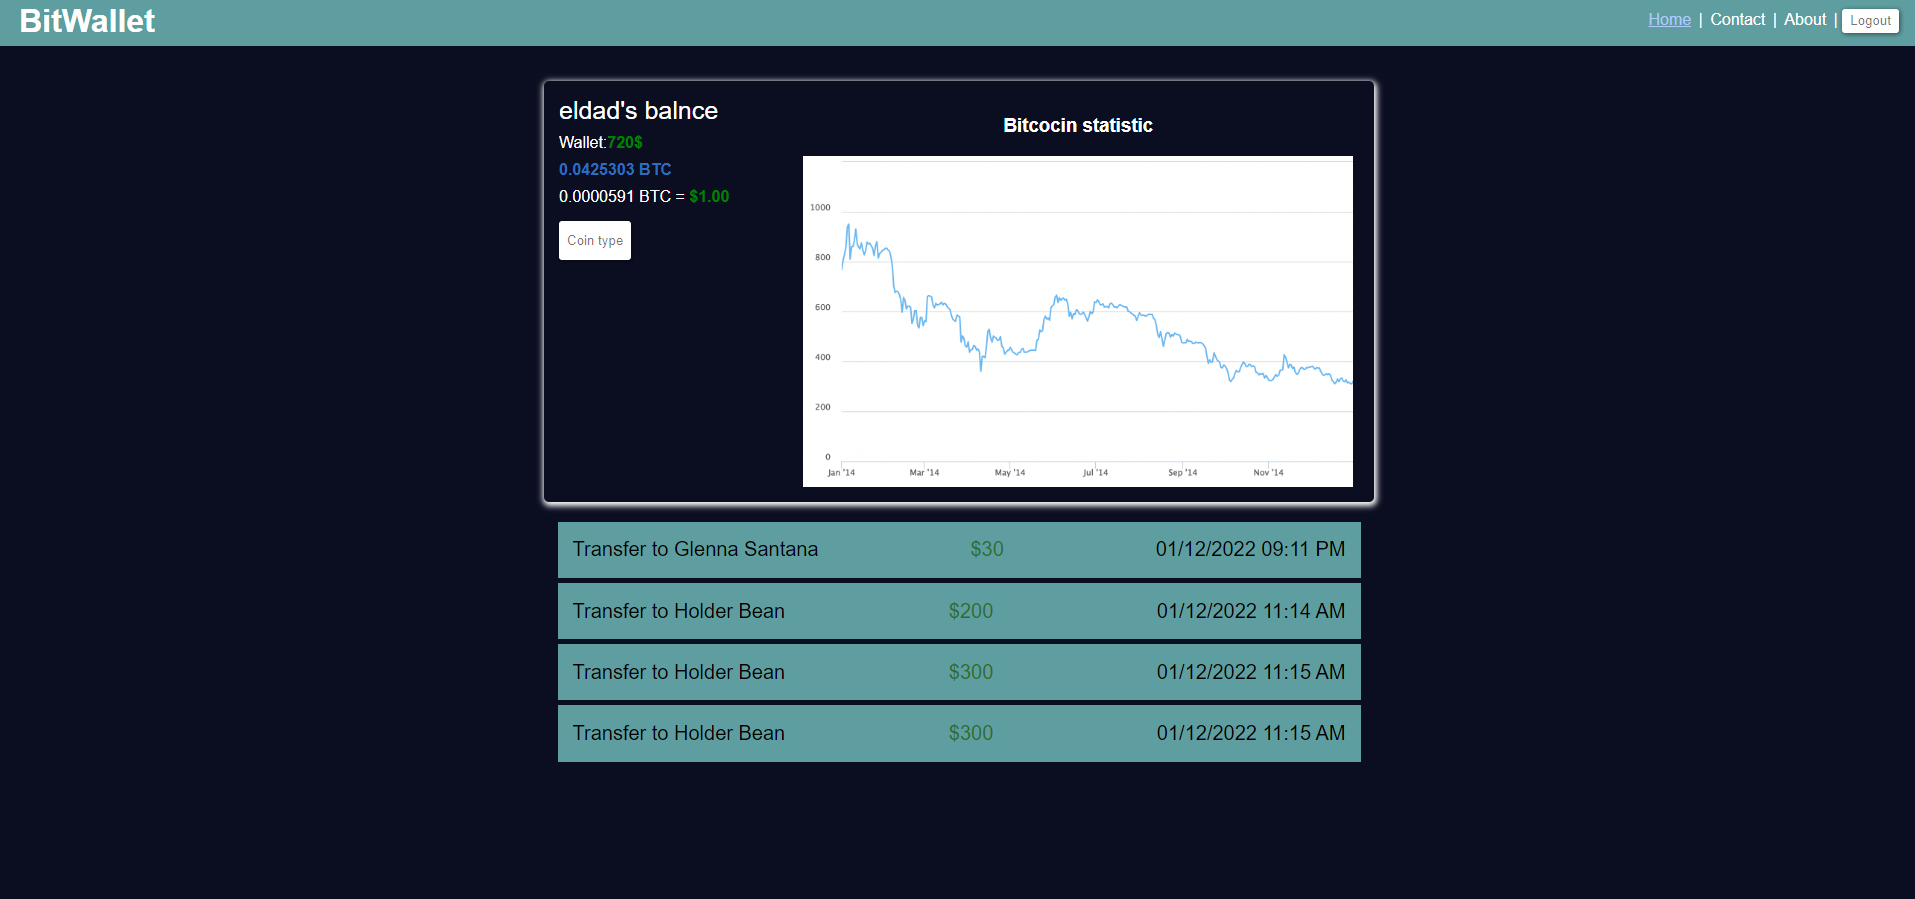 BitWallet
Home | Contact | About | Logout
eldad's balnce
Wallet:720$
0.0425303 BTC
0.0000591 BTC = $1.00
Coin type
Bitcocin statistic
1000
800
600
400
200
0
Jan '14 Mar '14 May '14 Jul '14 Sep '14 Nov '14
Transfer to Glenna Santana $30 01/12/2022 09:11 PM
Transfer to Holder Bean $200 01/12/2022 11:14 AM
Transfer to Holder Bean $300 01/12/2022 11:15 AM
Transfer to Holder Bean $300 01/12/2022 11:15 AM